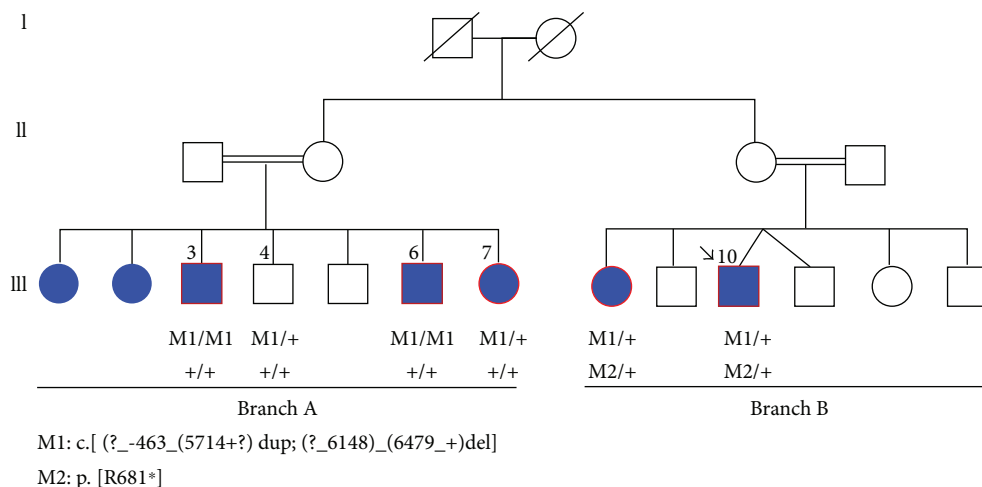 I
II
3 4 6 7 10
III
M1/M1 M1/+ M1/M1 M1/+ M1/+ M1/+
+/+ +/+ +/+ +/+ M2/+ M2/+
Branch A Branch B
M1: c.[ (?_-463_(5714+?) dup; (?_6148)_(6479_+)del]
M2: p. [R681*]